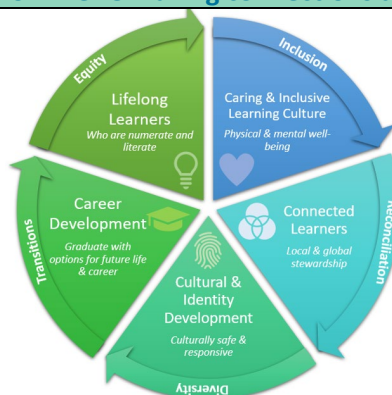 Equity
Inclusion
Lifelong
Learners
Who are numerate and
literate
Caring & Inclusive
Learning Culture
Physical & mental well-
being
Career
Development
Graduate with
options for future life
& career
Connected
Learners
Local & global
stewardship
Cultural &
Identity
Development
Culturally safe &
responsive
Transitions
Reconciliation
Diversity